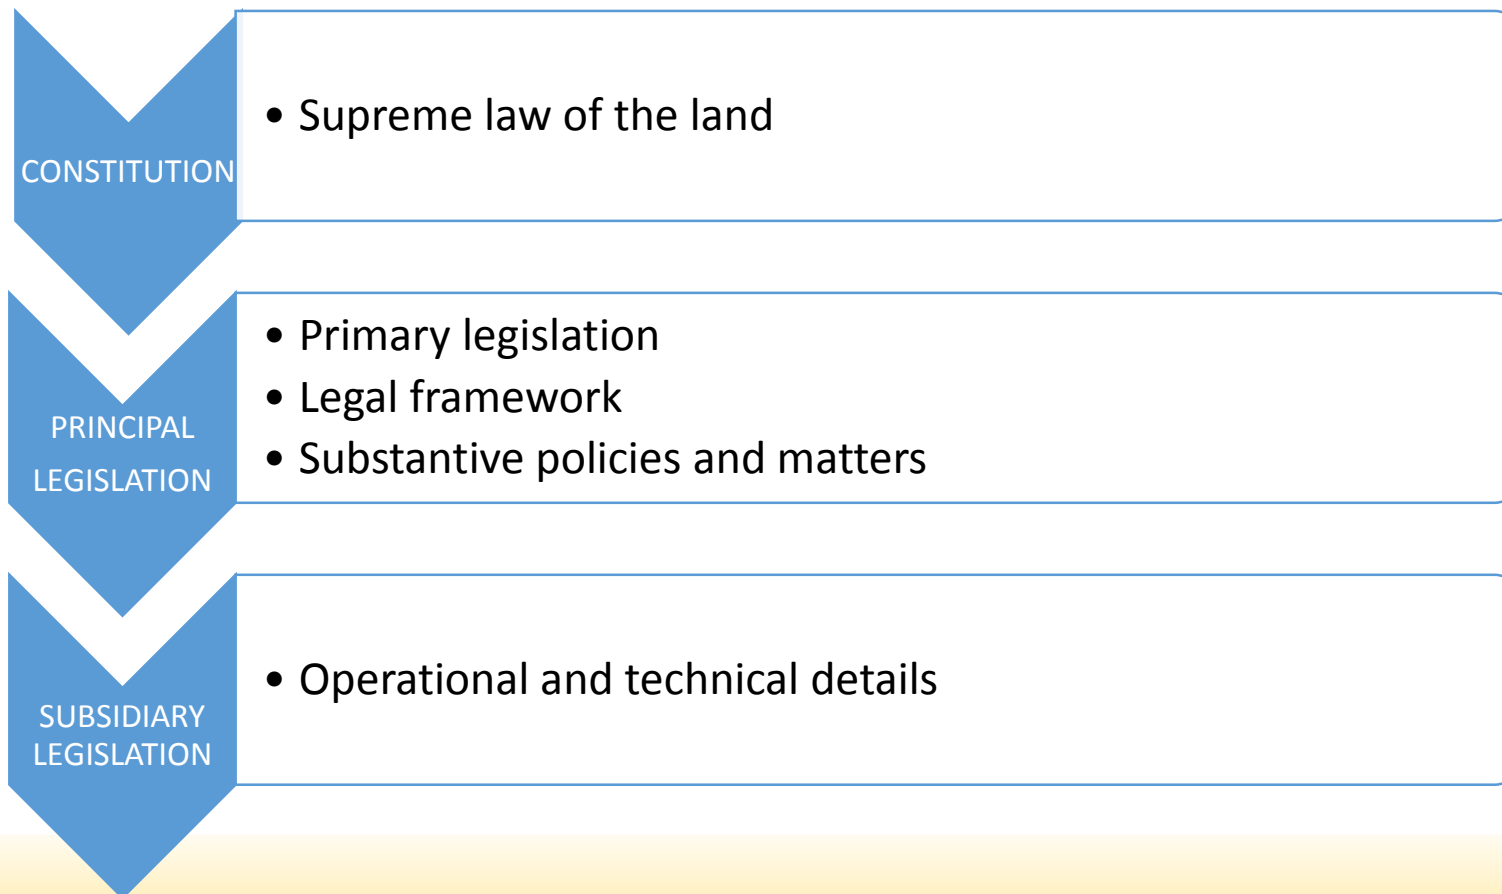 CONSTITUTION
• Supreme law of the land
PRINCIPAL
LEGISLATION
• Primary legislation
• Legal framework
• Substantive policies and matters
SUBSIDIARY
LEGISLATION
• Operational and technical details